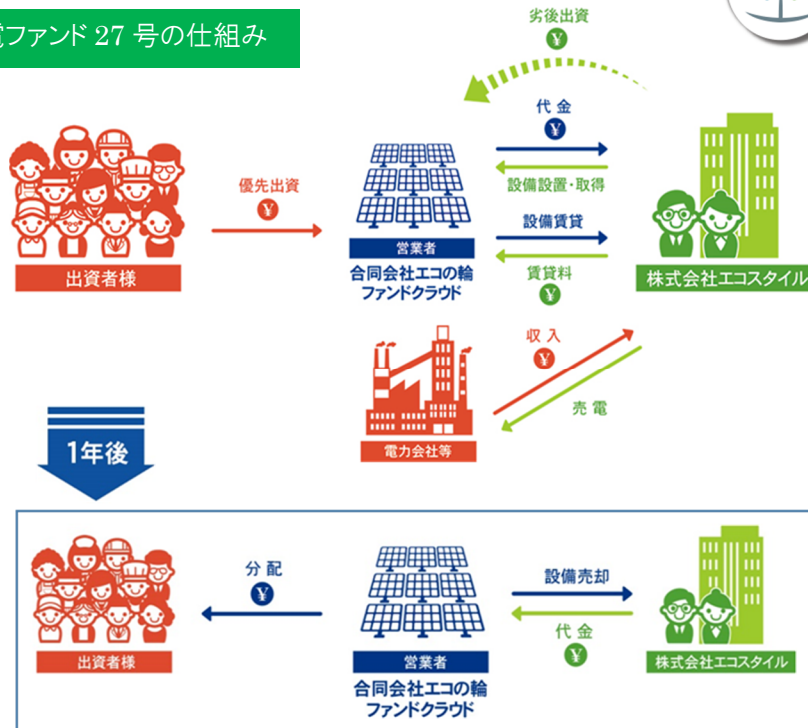 電ファンド 27 号の仕組み
劣後出資
¥
代金
¥
優先出資
¥
設備設置・取得
設備賃貸
営業者
合同会社エコの輪
ファンドクラウド
賃貸料
¥
出資者様
株式会社エコスタイル
収入
¥
売電
電力会社等
1年後
分配
¥
設備売却
代金
¥
出資者様
営業者
合同会社エコの輪
ファンドクラウド
株式会社エコスタイル